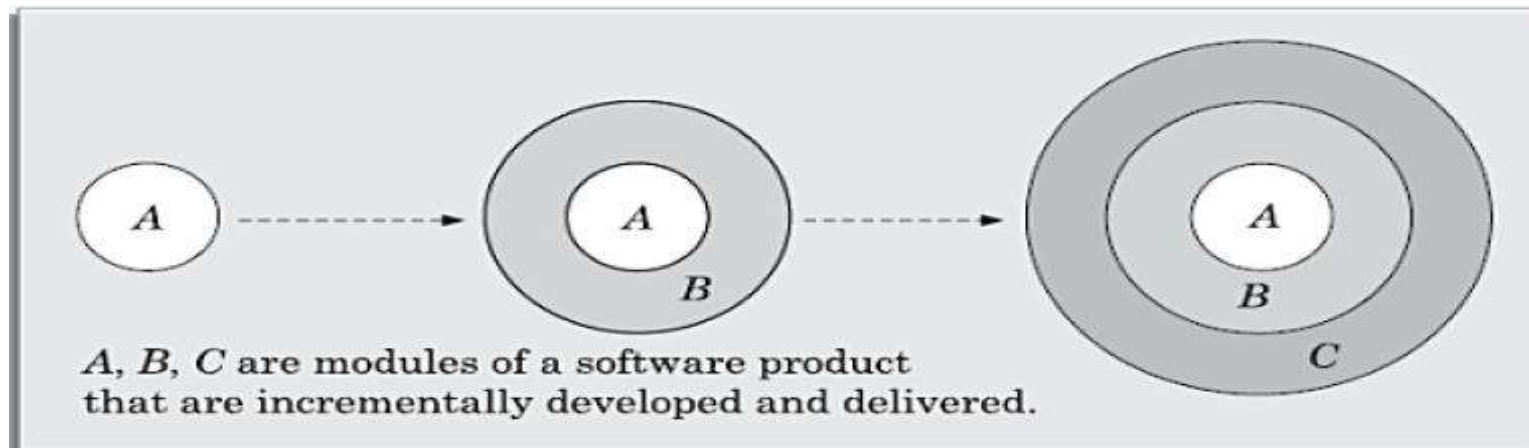 A
A
B
A
B
C
A, B, C are modules of a software product
that are incrementally developed and delivered.